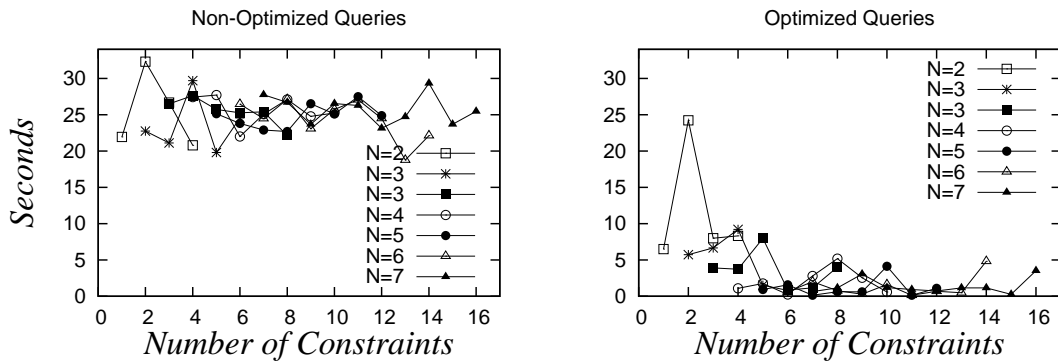 Non-Optimized Queries
Seconds
30
25
20
15
10
5
0
0 2 4 6 8 10 12 14 16
Number of Constraints
N=2
N=3
N=3
N=4
N=5
N=6
N=7
Optimized Queries
30
25
20
15
10
5
0
0 2 4 6 8 10 12 14 16
Number of Constraints
N=2
N=3
N=3
N=4
N=5
N=6
N=7